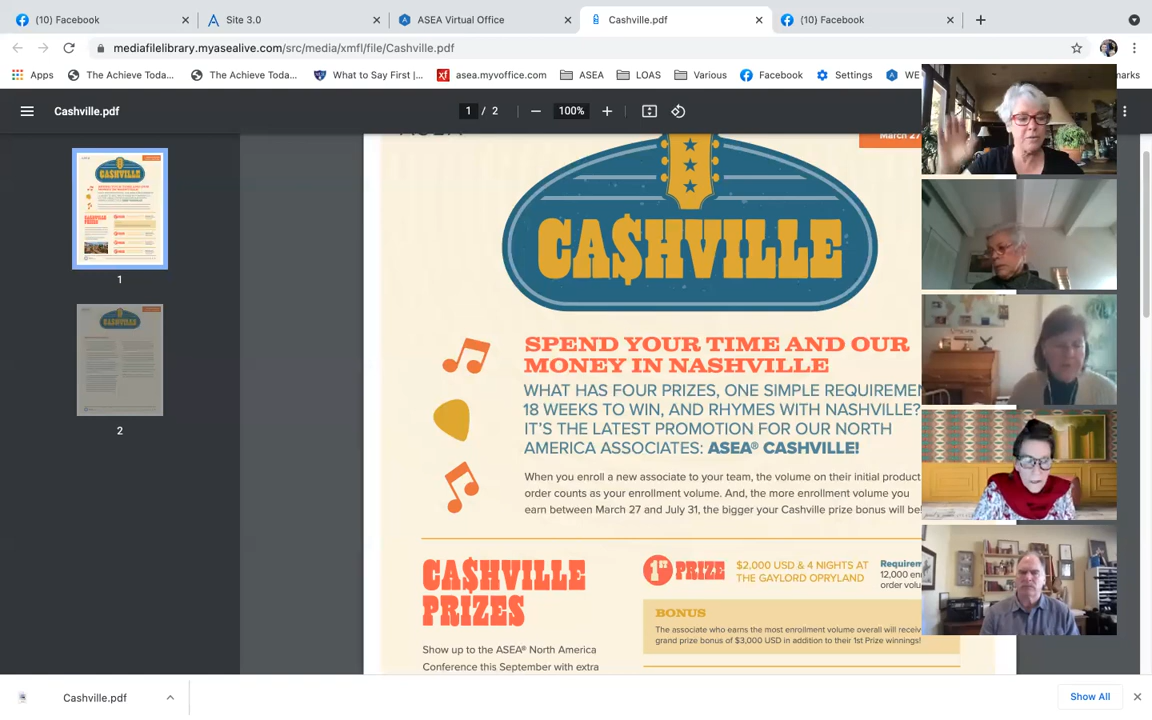 (10) Facebook
Site 3.0
ASEA Virtual Office
Cashville.pdf
(10) Facebook
mediafilelibrary.myasealive.com/src/media/xmfl/file/Cashville.pdf
Apps
The Achieve Toda...
The Achieve Toda...
What to Say First |...
asea.myvoffice.com
ASEA
LOAS
Various
Facebook
Settings
WE
Cashville.pdf
1 / 2
100%
1
2
March 27
CA$HVILLE
SPEND YOUR TIME AND OUR
MONEY IN NASHVILLE
WHAT HAS FOUR PRIZES, ONE SIMPLE REQUIREMEN
18 WEEKS TO WIN, AND RHYMES WITH NASHVILLE?
IT'S THE LATEST PROMOTION FOR OUR NORTH
AMERICA ASSOCIATES: ASEA® CASHVILLE!
When you enroll a new associate to your team, the volume on their initial product
order counts as your enrollment volume. And, the more enrollment volume you
earn between March 27 and July 31, the bigger your Cashville prize bonus will be!
CA$HVILLE
PRIZES
Show up to the ASEA® North America
Conference this September with extra
1ST PRIZE
$2,000 USD & 4 NIGHTS AT
THE GAYLORD OPRYLAND
Requirem
12,000 en
order volu
BONUS
The associate who earns the most enrollment volume overall will receiv
grand prize bonus of $3,000 USD in addition to their 1st Prize winnings!
Cashville.pdf
Show All